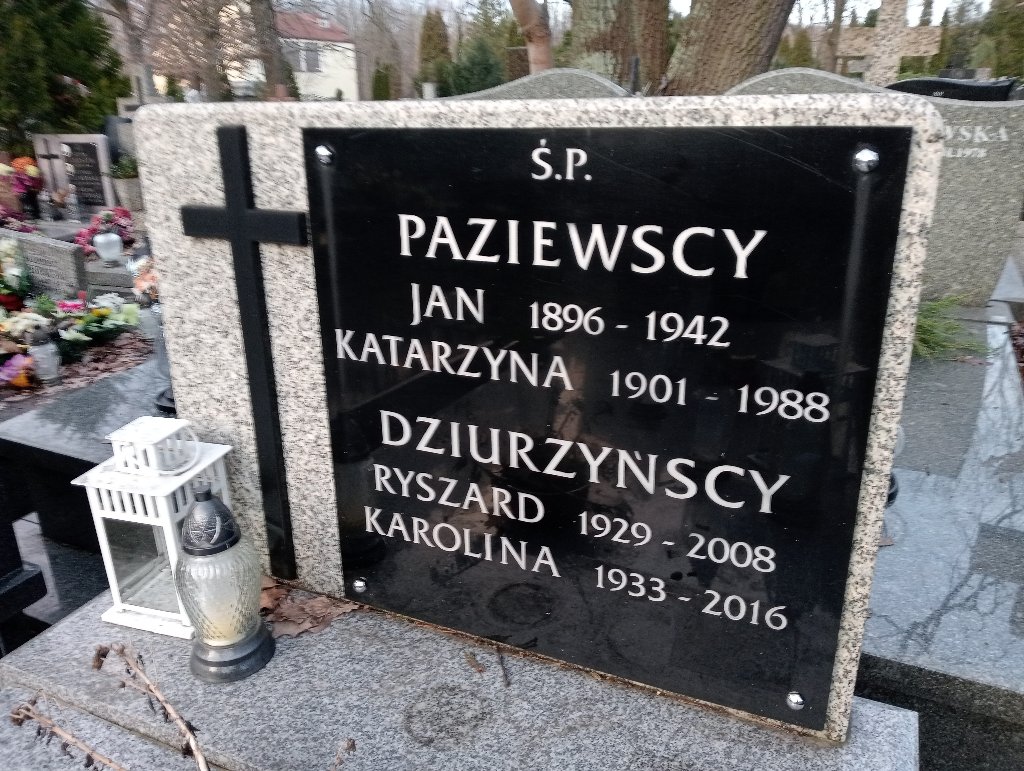 Ś.P.
PAZIEWSCY
JAN 1896 - 1942
KATARZYNA 1901 - 1988
DZIURZYŃSCY
RYSZARD 1929 - 2008
KAROLINA 1933 - 2016